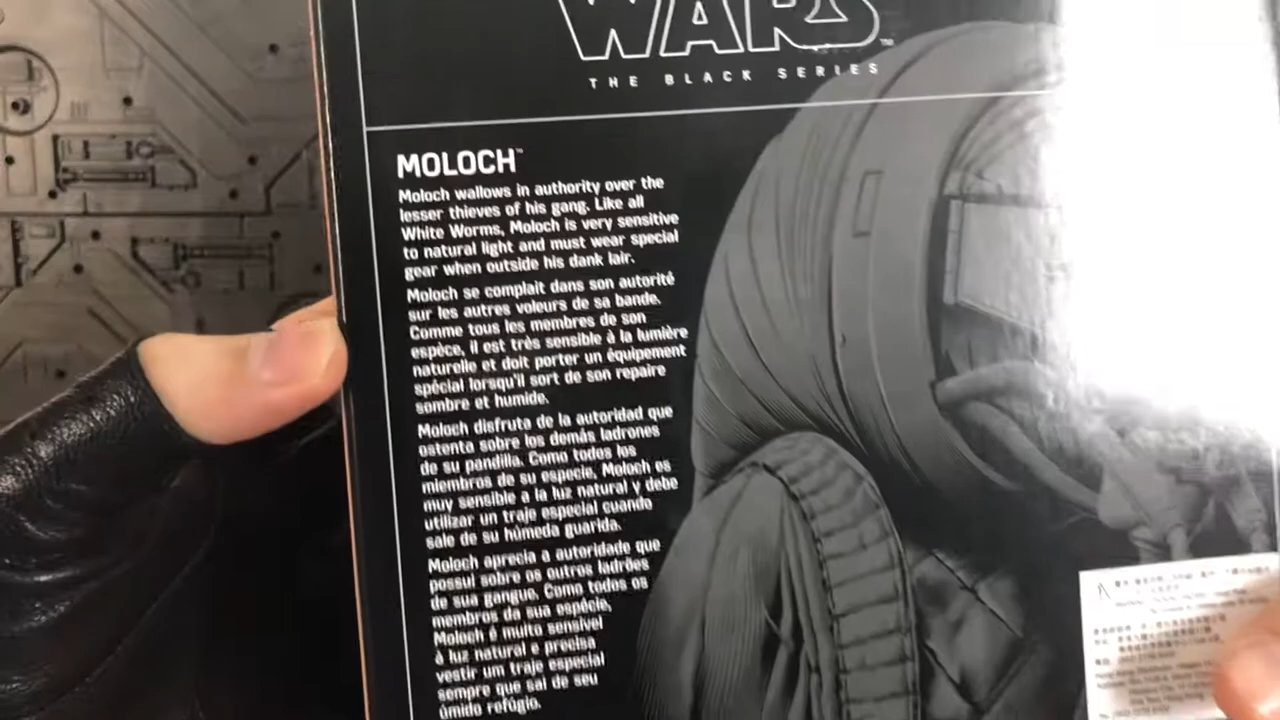 WARS™
THE BLACK SERIES
MOLOCH™
Moloch wallows in authority over the
lesser thieves of his gang. Like all
White Worms, Moloch is very sensitive
to natural light and must wear special
gear when outside his dank lair.
Moloch se complait dans son autorité
sur les autres voleurs de sa bande.
Comme tous les membres de son
espèce, il est très sensible à la lumière
naturelle et doit porter un équipement
spécial lorsqu'il sort de son repaire
sombre et humide.
Moloch disfruta de la autoridad que
ostenta sobre los demás ladrones
de su pandilla. Como todos los
miembros de su especie, Moloch es
muy sensible a la luz natural y debe
utilizar un traje especial cuando
sale de su húmeda guarida.
Moloch aprecia a autoridade que
possui sobre os outros ladrões
de sua gangue. Como todos os
membros da sua espécie,
Moloch é muito sensível
à luz natural e precisa
vestir um traje especial
sempre que sai de seu
úmido refúgio.